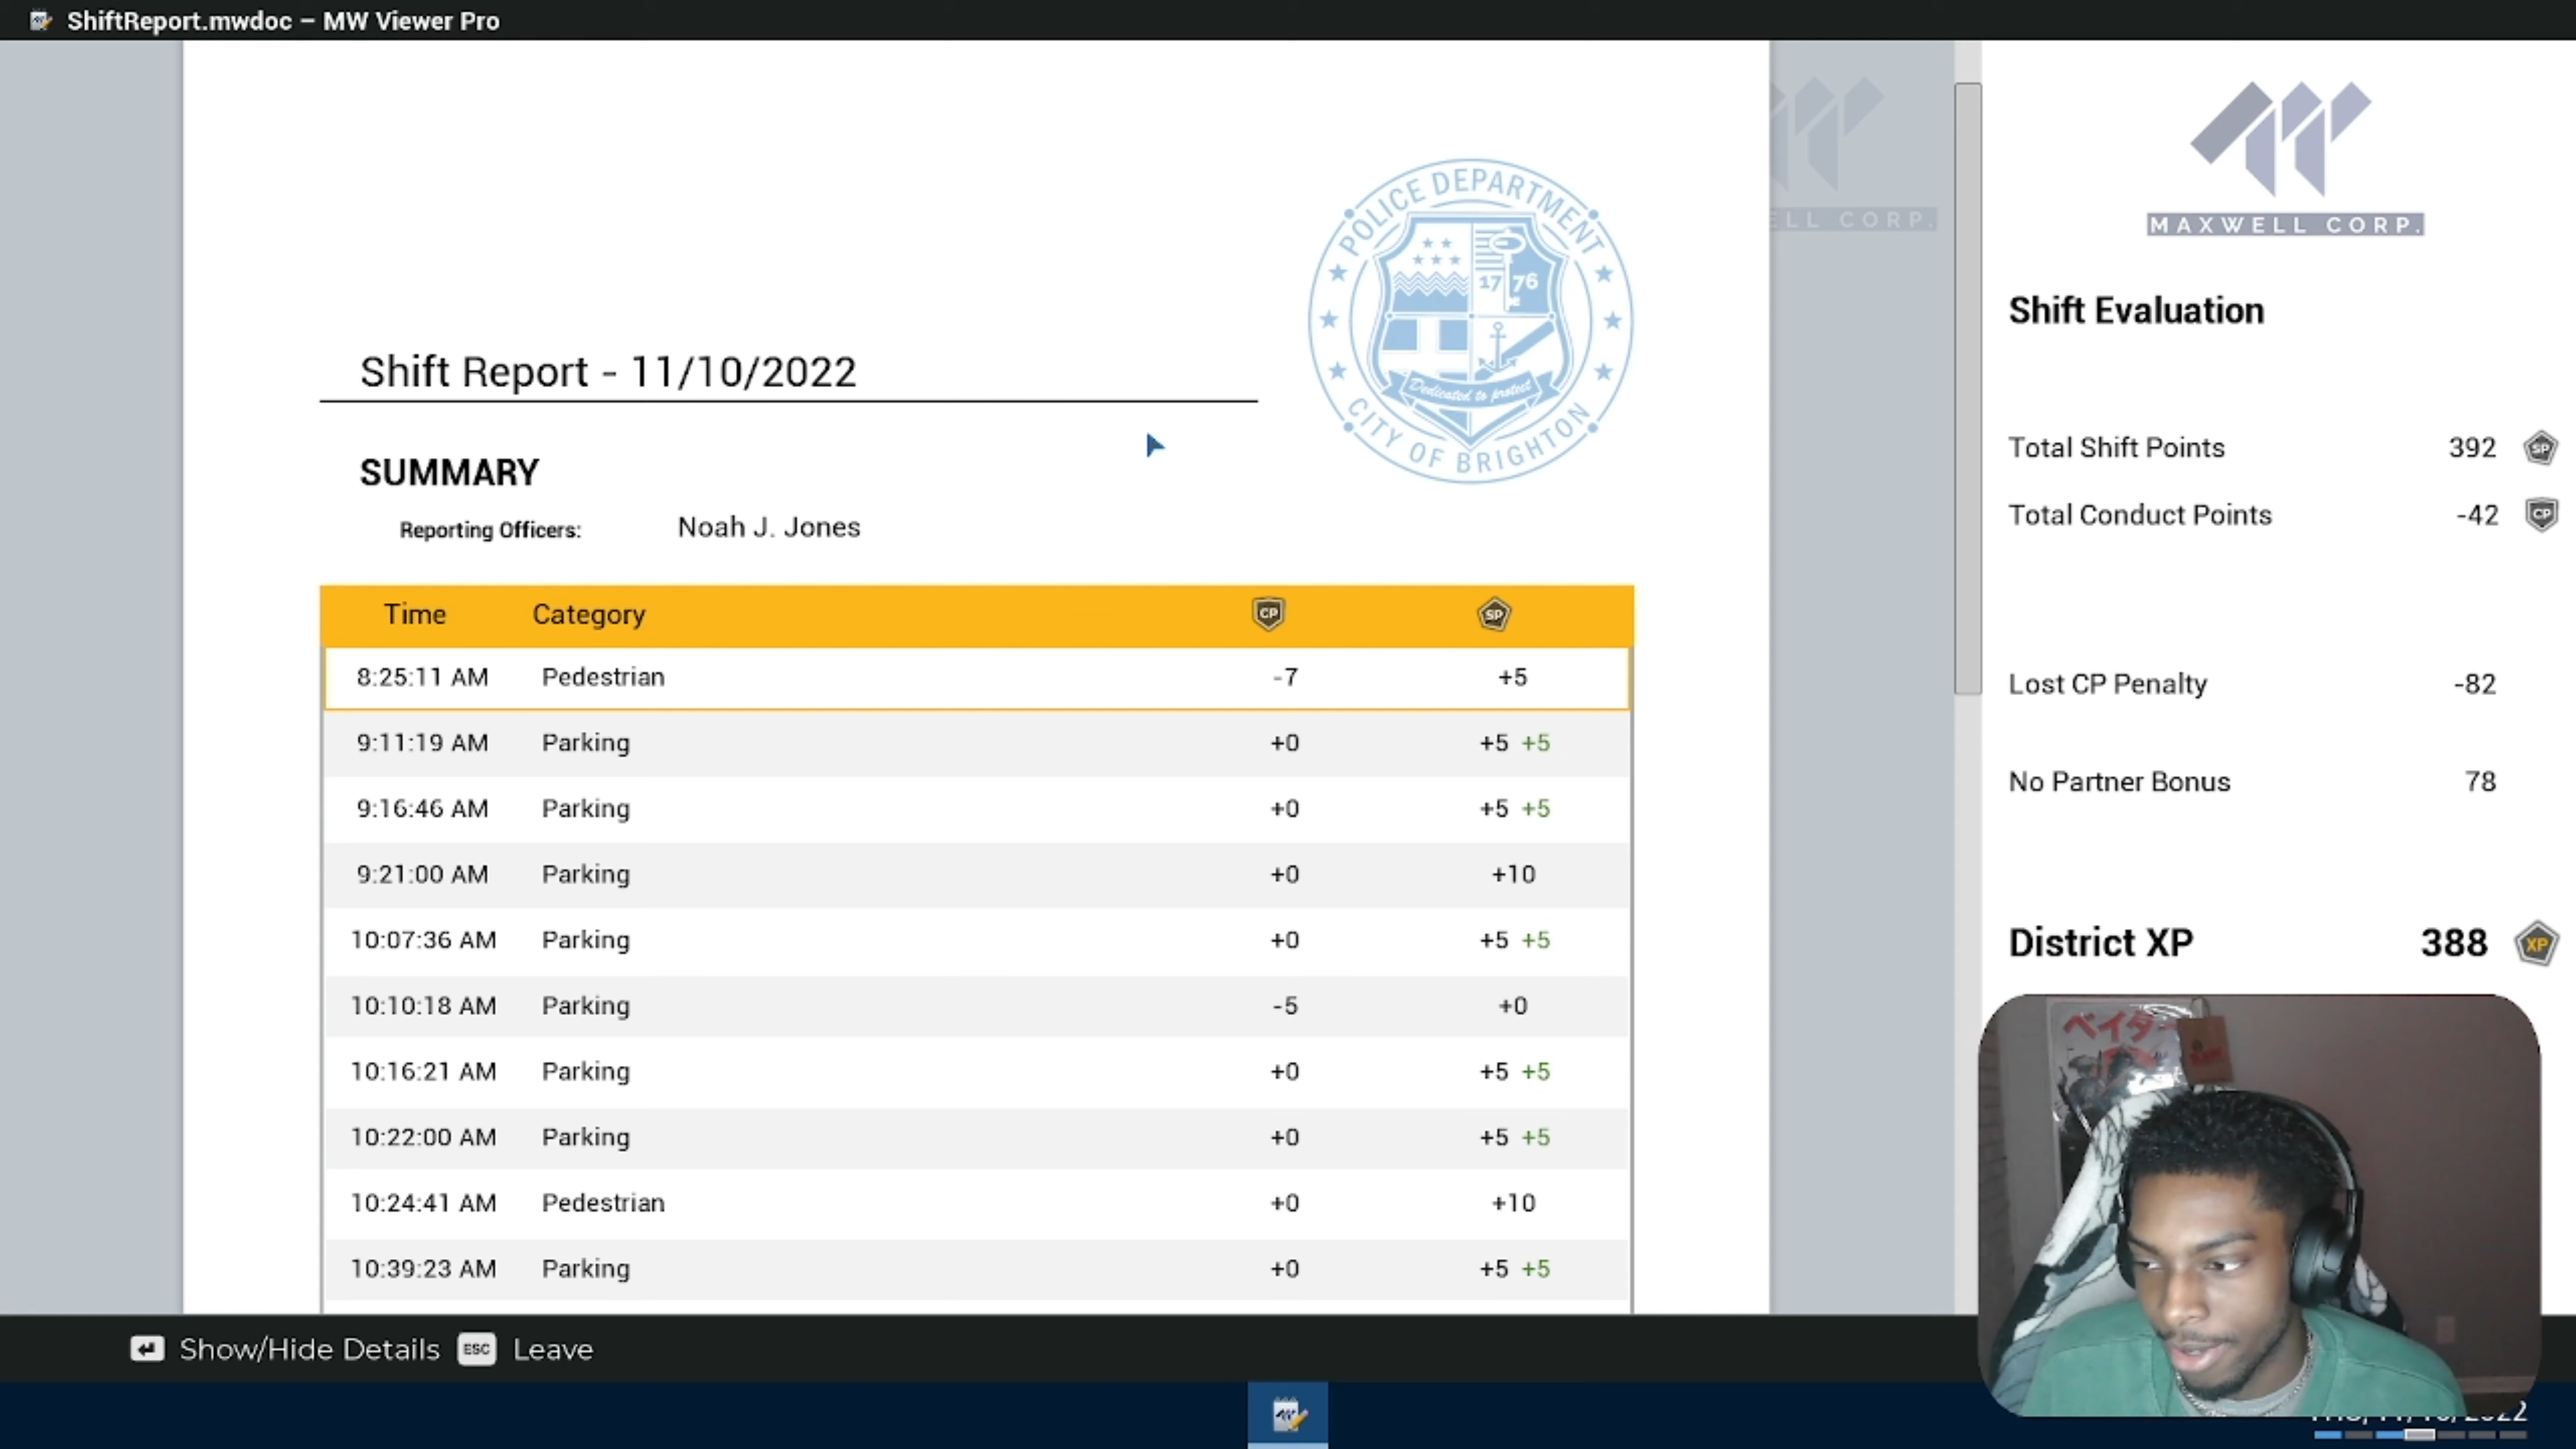 ShiftReport.mwdoc – MW Viewer Pro
POLICE DEPARTMENT
17 76
Dedicated to protect
CITY OF BRIGHTON
Shift Report - 11/10/2022
SUMMARY
Reporting Officers: Noah J. Jones
Time Category CP SP
8:25:11 AM Pedestrian -7 +5
9:11:19 AM Parking +0 +5 +5
9:16:46 AM Parking +0 +5 +5
9:21:00 AM Parking +0 +10
10:07:36 AM Parking +0 +5 +5
10:10:18 AM Parking -5 +0
10:16:21 AM Parking +0 +5 +5
10:22:00 AM Parking +0 +5 +5
10:24:41 AM Pedestrian +0 +10
10:39:23 AM Parking +0 +5 +5
ELL CORP.
MAXWELL CORP.
Shift Evaluation
Total Shift Points 392 SP
Total Conduct Points -42 CP
Lost CP Penalty -82
No Partner Bonus 78
District XP 388 XP
ベイダー
Show/Hide Details ESC Leave